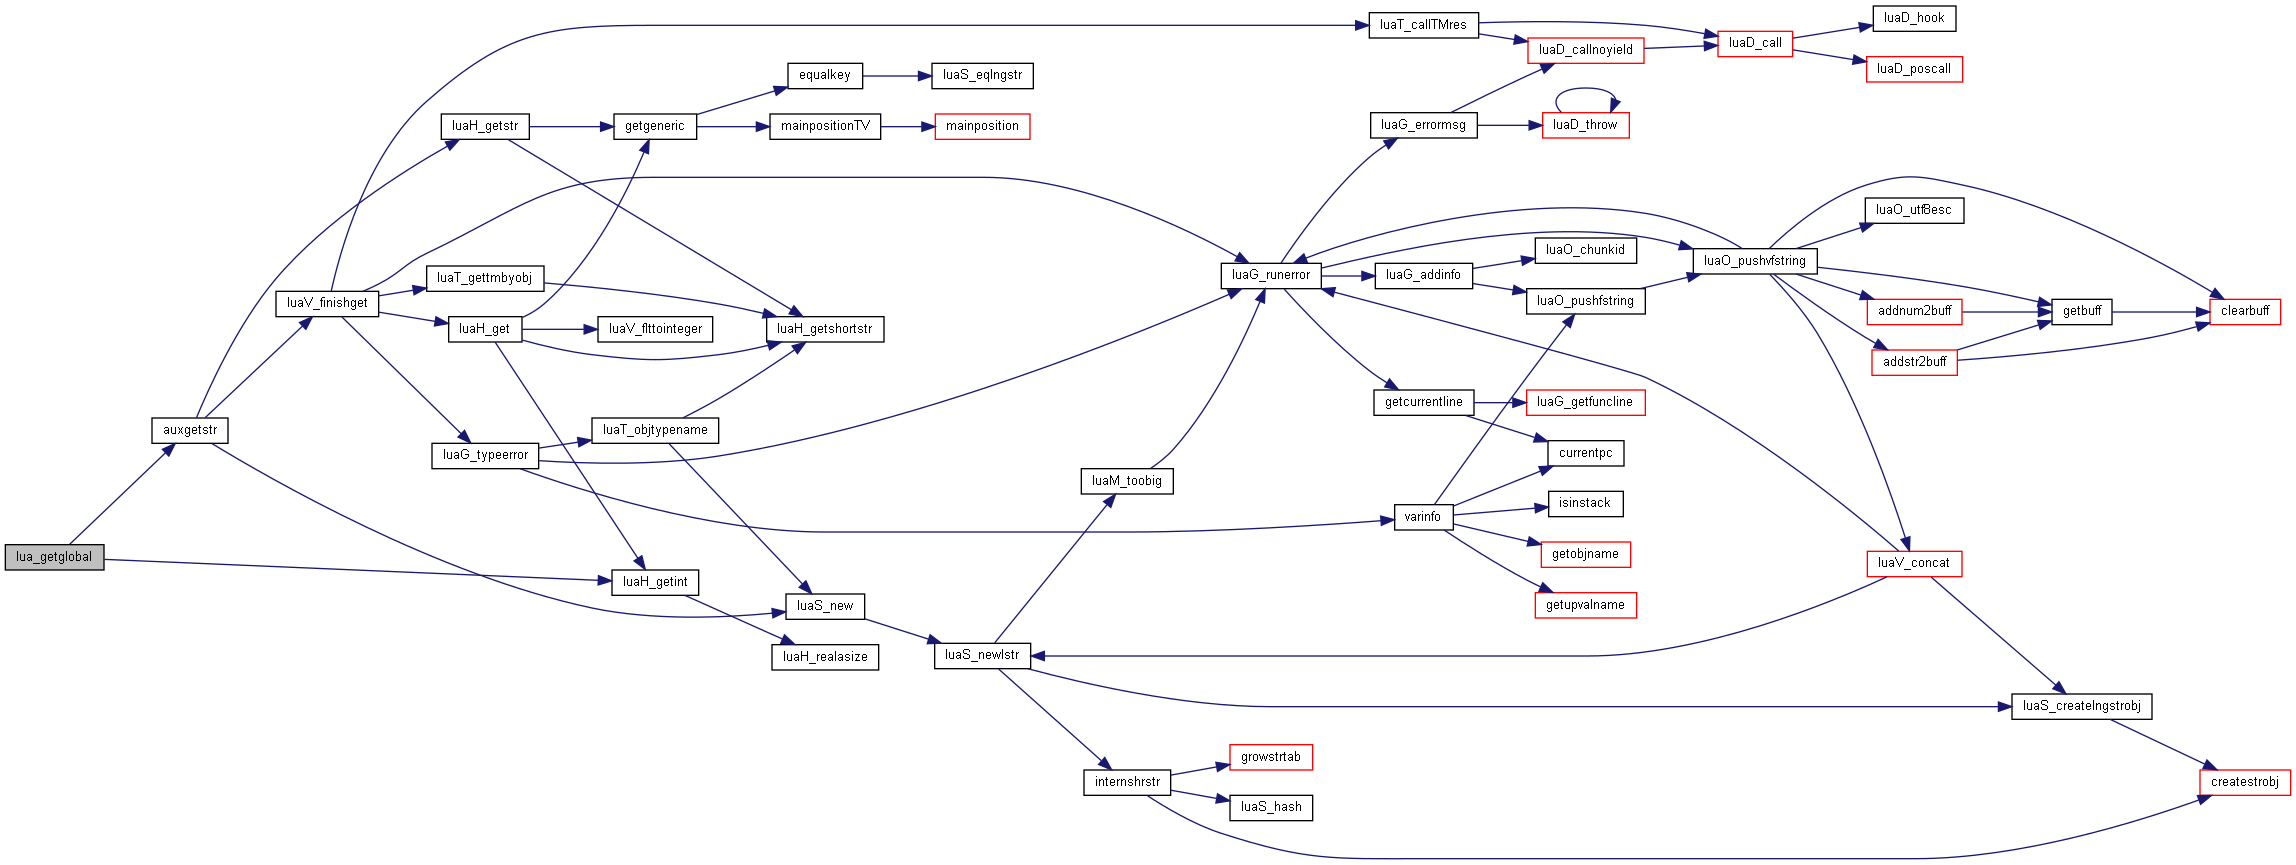 luaD_hook
luaT_callTMres
luaD_call
luaD_callnoyield
luaD_poscall
equalkey
luaS_eqlngstr
luaH_getstr
getgeneric
mainpositionTV
mainposition
luaG_errormsg
luaD_throw
luaO_utf8esc
luaO_chunkid
luaO_pushvfstring
luaG_runerror
luaG_addinfo
luaT_gettmbyobj
luaV_finishget
luaO_pushfstring
addnum2buff
getbuff
clearbuff
luaH_get
luaV_flttointeger
luaH_getshortstr
addstr2buff
getcurrentline
luaG_getfuncline
auxgetstr
luaT_objtypename
luaG_typeerror
currentpc
luaM_toobig
isinstack
varinfo
lua_getglobal
getobjname
luaV_concat
luaH_getint
luaS_new
getupvalname
luaH_realasize
luaS_newlstr
luaS_createlngstrobj
growstrtab
internshrstr
createstrobj
luaS_hash